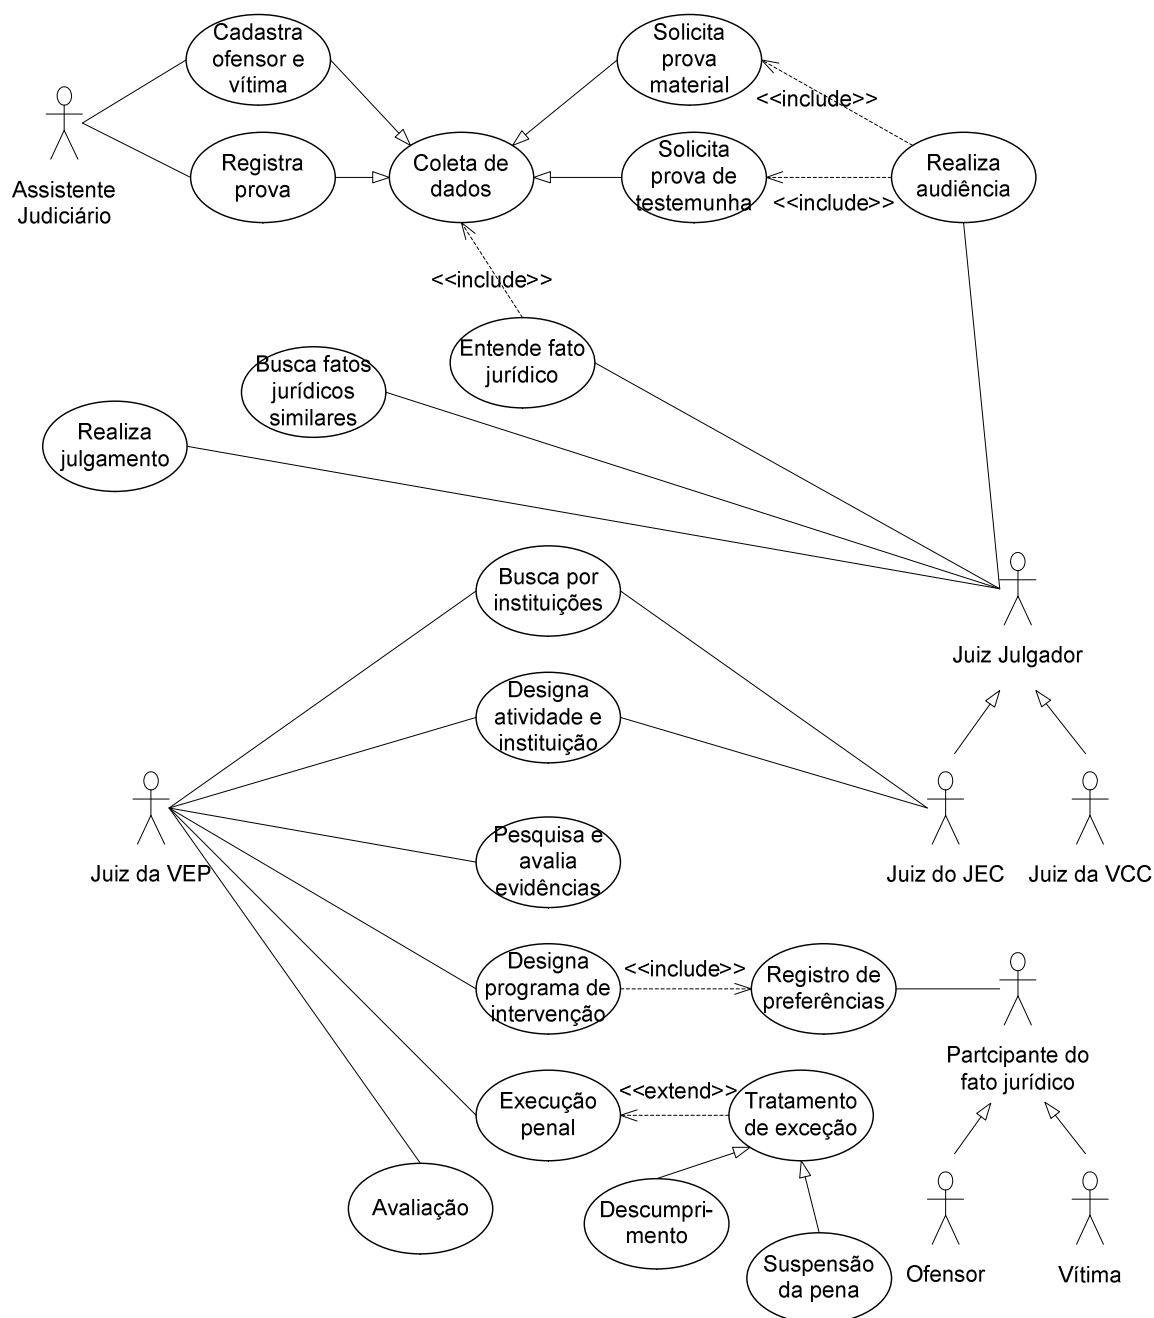 Cadastra
ofensor e
vítima
Solicita
prova
material
<<include>>
Assistente
Judiciário
Registra
prova
Coleta de
dados
Solicita
prova de
testemunha
<<include>>
Realiza
audiência
<<include>>
Entende fato
jurídico
Busca fatos
jurídicos
similares
Realiza
julgamento
Busca por
instituições
Juiz Julgador
Designa
atividade e
instituição
Juiz da VEP
Pesquisa e
avalia
evidências
Juiz do JEC
Juiz da VCC
Designa
programa de
intervenção
<<include>>
Registro de
preferências
Partcipante do
fato jurídico
Execução
penal
<<extend>>
Tratamento
de exceção
Avaliação
Descumpri-
mento
Suspensão
da pena
Ofensor
Vítima